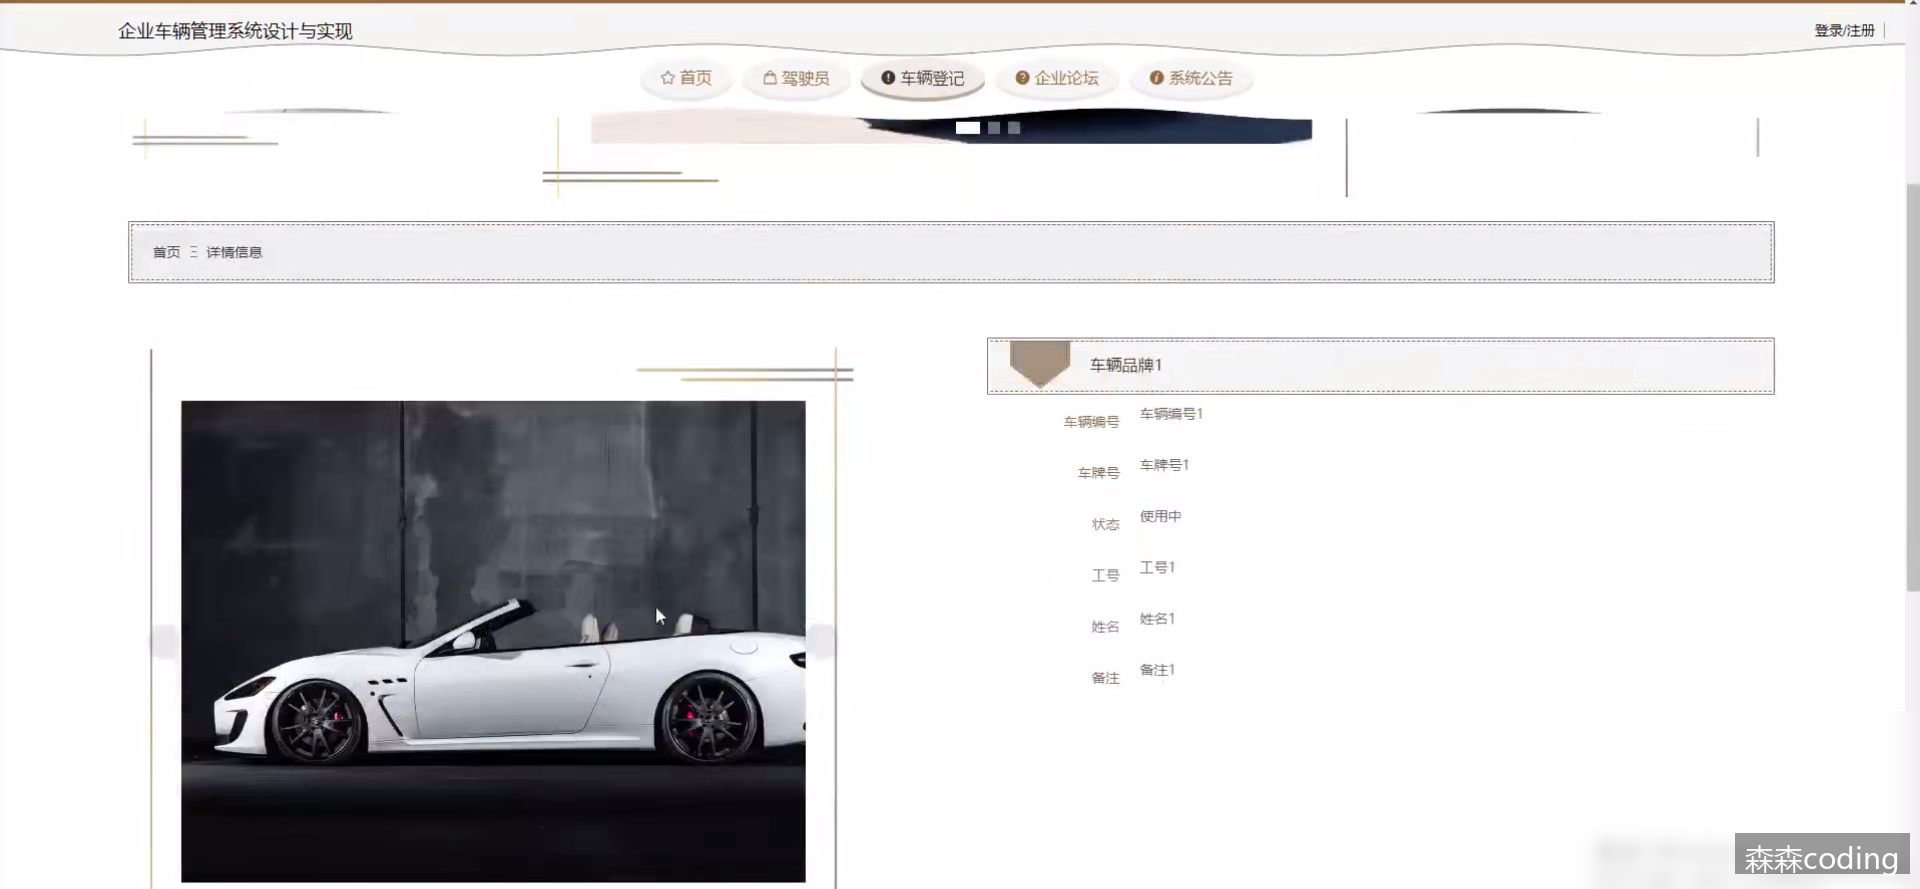 企业车辆管理系统设计与实现
登录/注册
首页 驾驶员 车辆登记 企业论坛 系统公告
首页 详情信息
车辆品牌1
车辆编号 车辆编号1
车牌号 车牌号1
状态 使用中
工号 工号1
姓名 姓名1
备注 备注1
森森coding